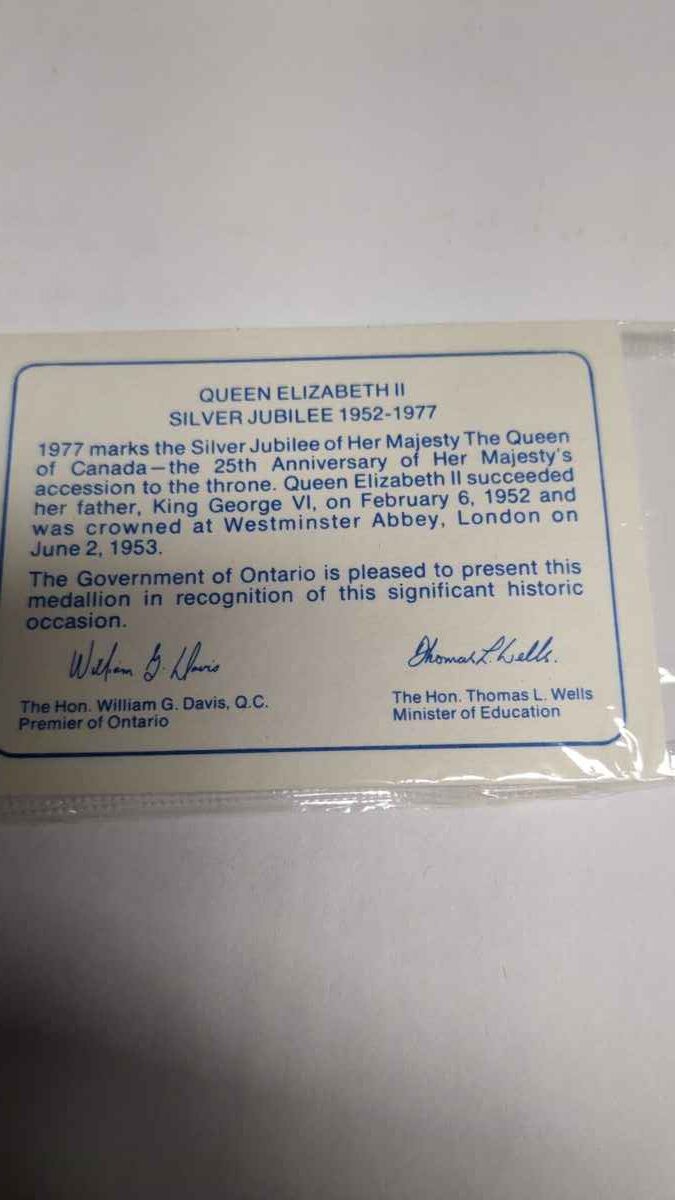 QUEEN ELIZABETH II
SILVER JUBILEE 1952-1977
1977 marks the Silver Jubilee of Her Majesty The Queen
of Canada—the 25th Anniversary of Her Majesty's
accession to the throne. Queen Elizabeth II succeeded
her father, King George VI, on February 6, 1952 and
was crowned at Westminster Abbey, London on
June 2, 1953.
The Government of Ontario is pleased to present this
medallion in recognition of this significant historic
occasion.
William G. Davis
Thomas L. Wells.
The Hon. William G. Davis, Q.C.
Premier of Ontario
The Hon. Thomas L. Wells
Minister of Education